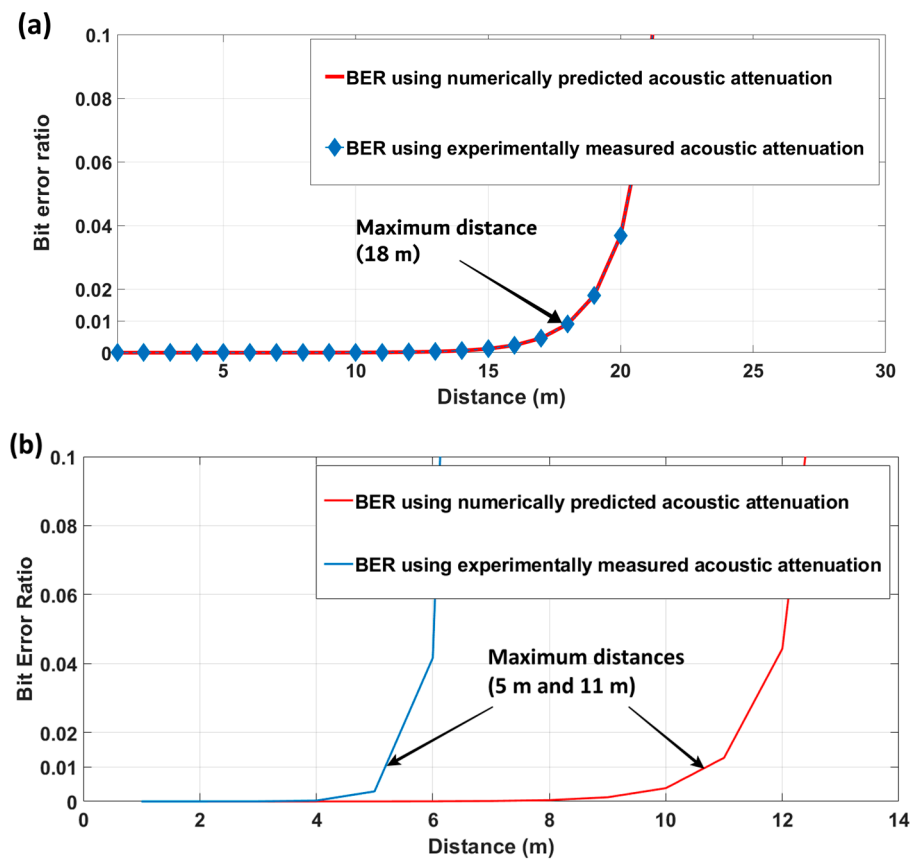 (a)
0.1
0.08
0.06
0.04
0.02
0.01
0
Bit error ratio
BER using numerically predicted acoustic attenuation
BER using experimentally measured acoustic attenuation
Maximum distance
(18 m)
5
10
15
20
25
30
Distance (m)
(b)
0.1
0.08
0.06
0.04
0.02
0.01
0
Bit Error Ratio
BER using numerically predicted acoustic attenuation
BER using experimentally measured acoustic attenuation
Maximum distances
(5 m and 11 m)
0
2
4
6
8
10
12
14
Distance (m)